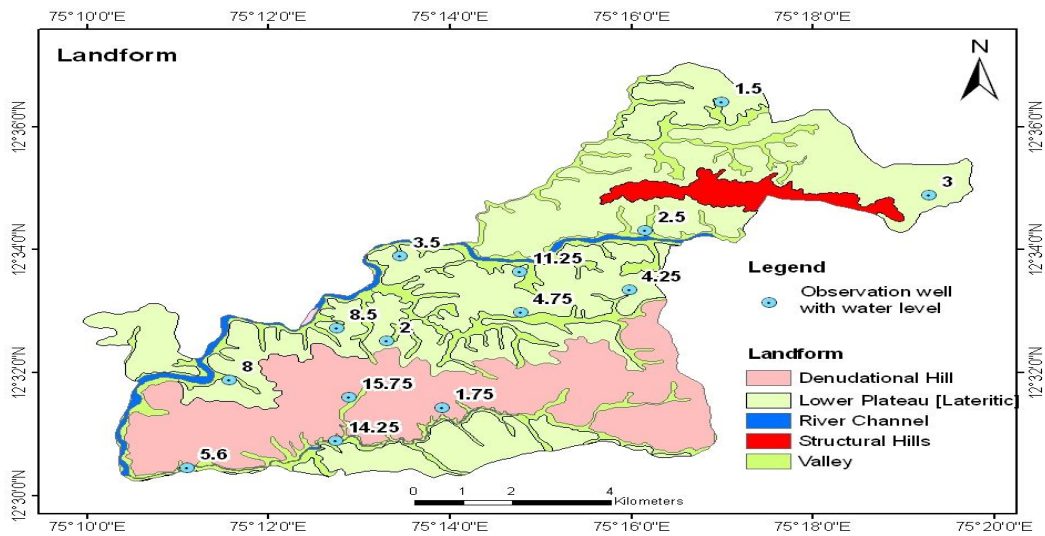 75°10'0"E 75°12'0"E 75°14'0"E 75°16'0"E 75°18'0"E 75°20'0"E
Landform
N
1.5
12°36'0"N 12°36'0"N
3
2.5
3.5
12°34'0"N 12°34'0"N
11.25
4.25
Legend
Observation well
with water level
4.75
8.5
2
Landform
12°32'0"N 12°32'0"N
8
Denudational Hill
15.75
1.75
Lower Plateau [Lateritic]
River Channel
14.25
Structural Hills
5.6
Valley
12°30'0"N 12°30'0"N
0 1 2 4
Kilometers
75°10'0"E 75°12'0"E 75°14'0"E 75°16'0"E 75°18'0"E 75°20'0"E